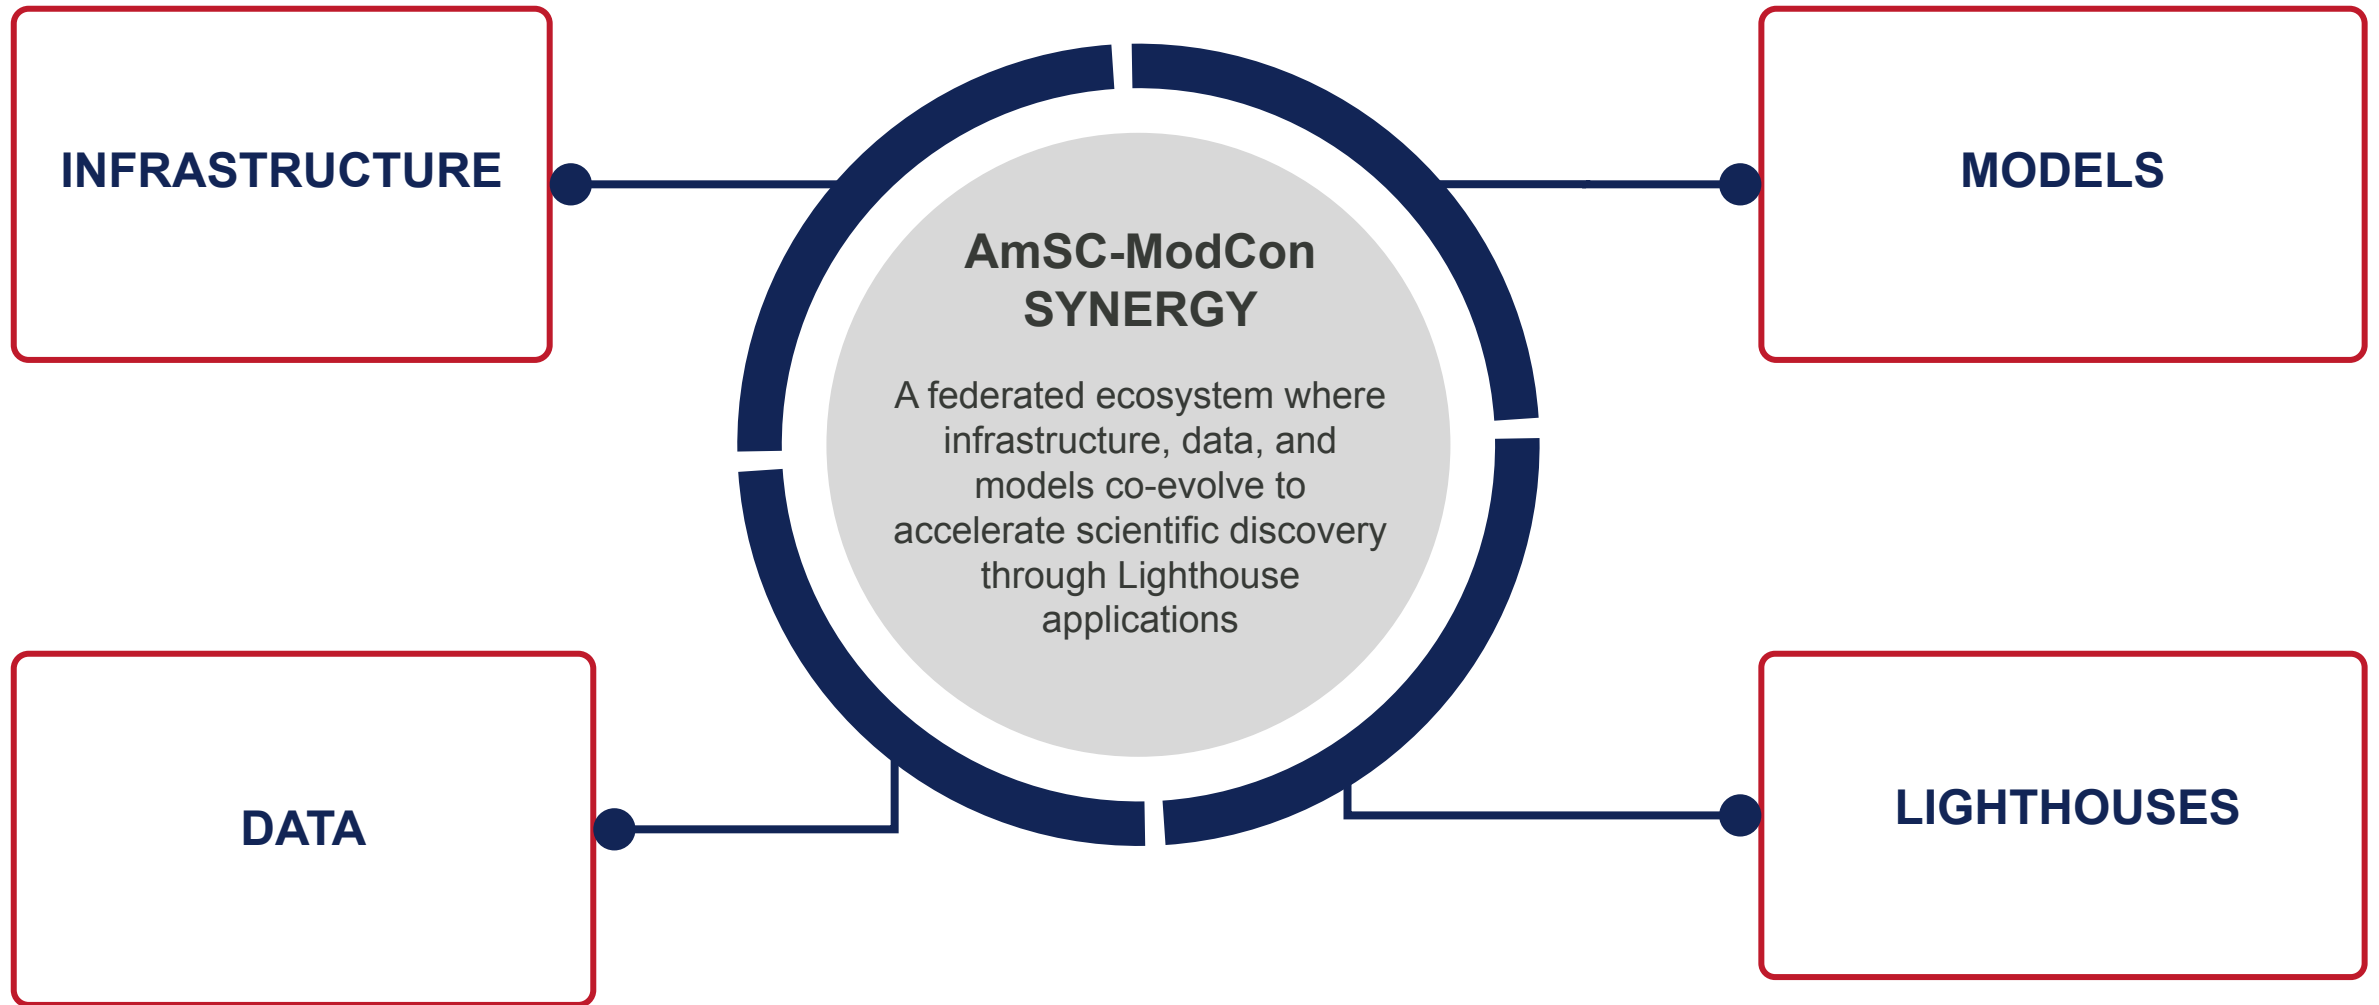 INFRASTRUCTURE
MODELS
AmSC-ModCon
SYNERGY
A federated ecosystem where
infrastructure, data, and
models co-evolve to
accelerate scientific discovery
through Lighthouse
applications
DATA
LIGHTHOUSES